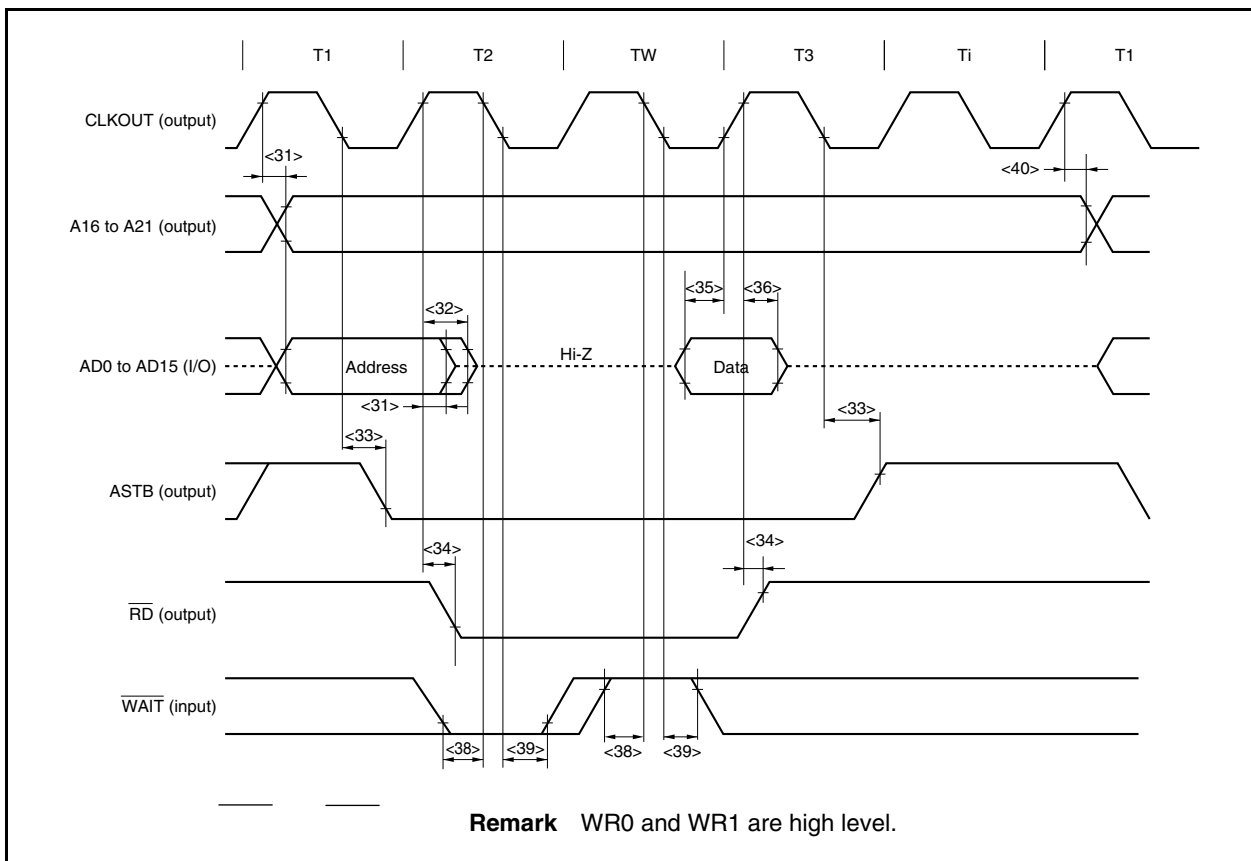 T1 T2 TW T3 Ti T1
CLKOUT (output)
<31>
<40>
A16 to A21 (output)
<35> <36>
<32>
Hi-Z
AD0 to AD15 (I/O) Address Data
<31>
<33>
<33>
ASTB (output)
<34>
<34>
RD (output)
WAIT (input)
<38> <39> <38> <39>
Remark WR0 and WR1 are high level.